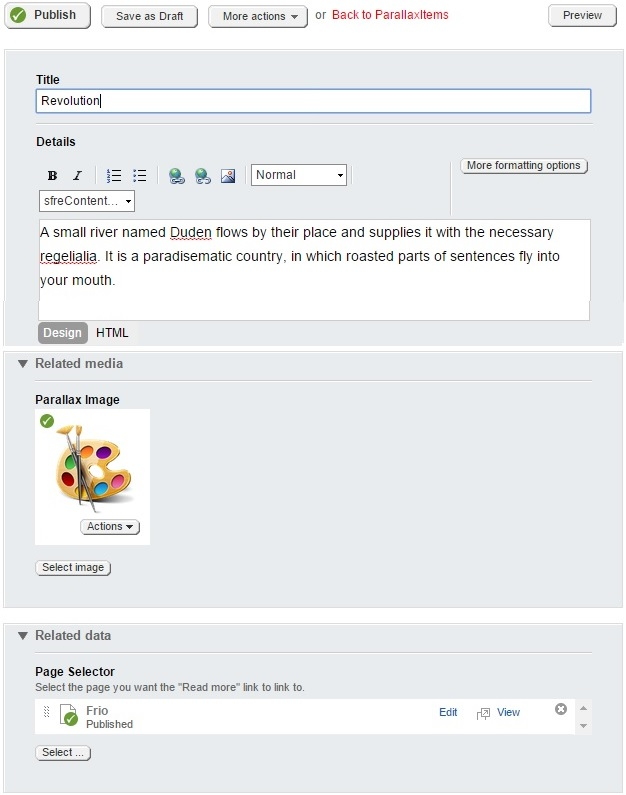 Publish Save as Draft More actions or Back to ParallaxItems Preview
Title
Revolution
Details
B I Normal More formatting options
sfreContent...
A small river named Duden flows by their place and supplies it with the necessary
regelialia. It is a paradisematic country, in which roasted parts of sentences fly into
your mouth.
Design HTML
Related media
Parallax Image
Actions
Select image
Related data
Page Selector
Select the page you want the "Read more" link to link to.
Frio Edit View
Published
Select ...